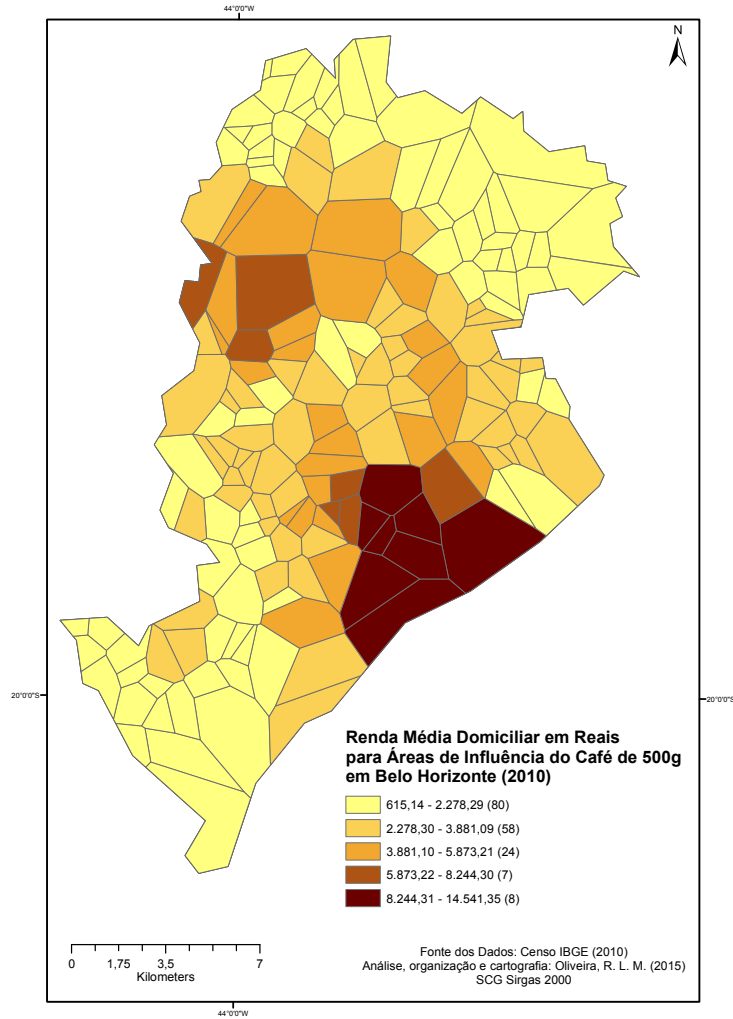 44°0'0"W
N
20°0'0"S
20°0'0"S
Renda Média Domiciliar em Reais
para Áreas de Influência do Café de 500g
em Belo Horizonte (2010)
615,14 - 2.278,29 (80)
2.278,30 - 3.881,09 (58)
3.881,10 - 5.873,21 (24)
5.873,22 - 8.244,30 (7)
8.244,31 - 14.541,35 (8)
0 1,75 3,5 7
Kilometers
Fonte dos Dados: Censo IBGE (2010)
Análise, organização e cartografia: Oliveira, R. L. M. (2015)
SCG Sirgas 2000
44°0'0"W